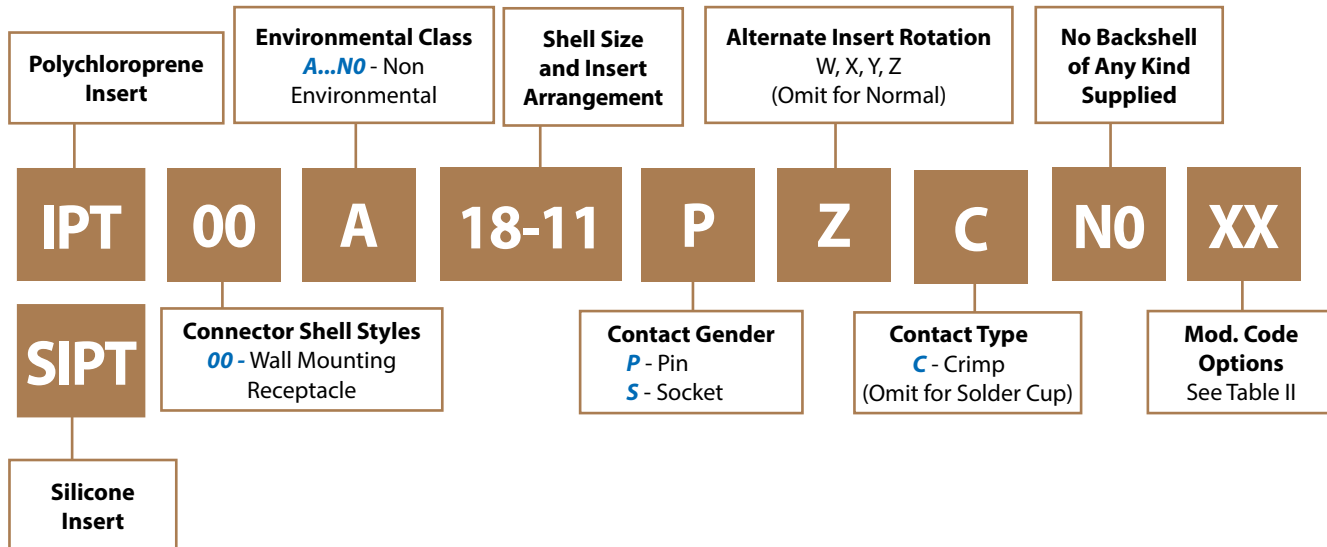 Polychloroprene
Insert
Environmental Class
A...N0 - Non
Environmental
Shell Size
and Insert
Arrangement
Alternate Insert Rotation
W, X, Y, Z
(Omit for Normal)
No Backshell
of Any Kind
Supplied
IPT 00 A 18-11 P Z C N0 XX
SIPT
Connector Shell Styles
00 - Wall Mounting
Receptacle
Contact Gender
P - Pin
S - Socket
Contact Type
C - Crimp
(Omit for Solder Cup)
Mod. Code
Options
See Table II
Silicone
Insert